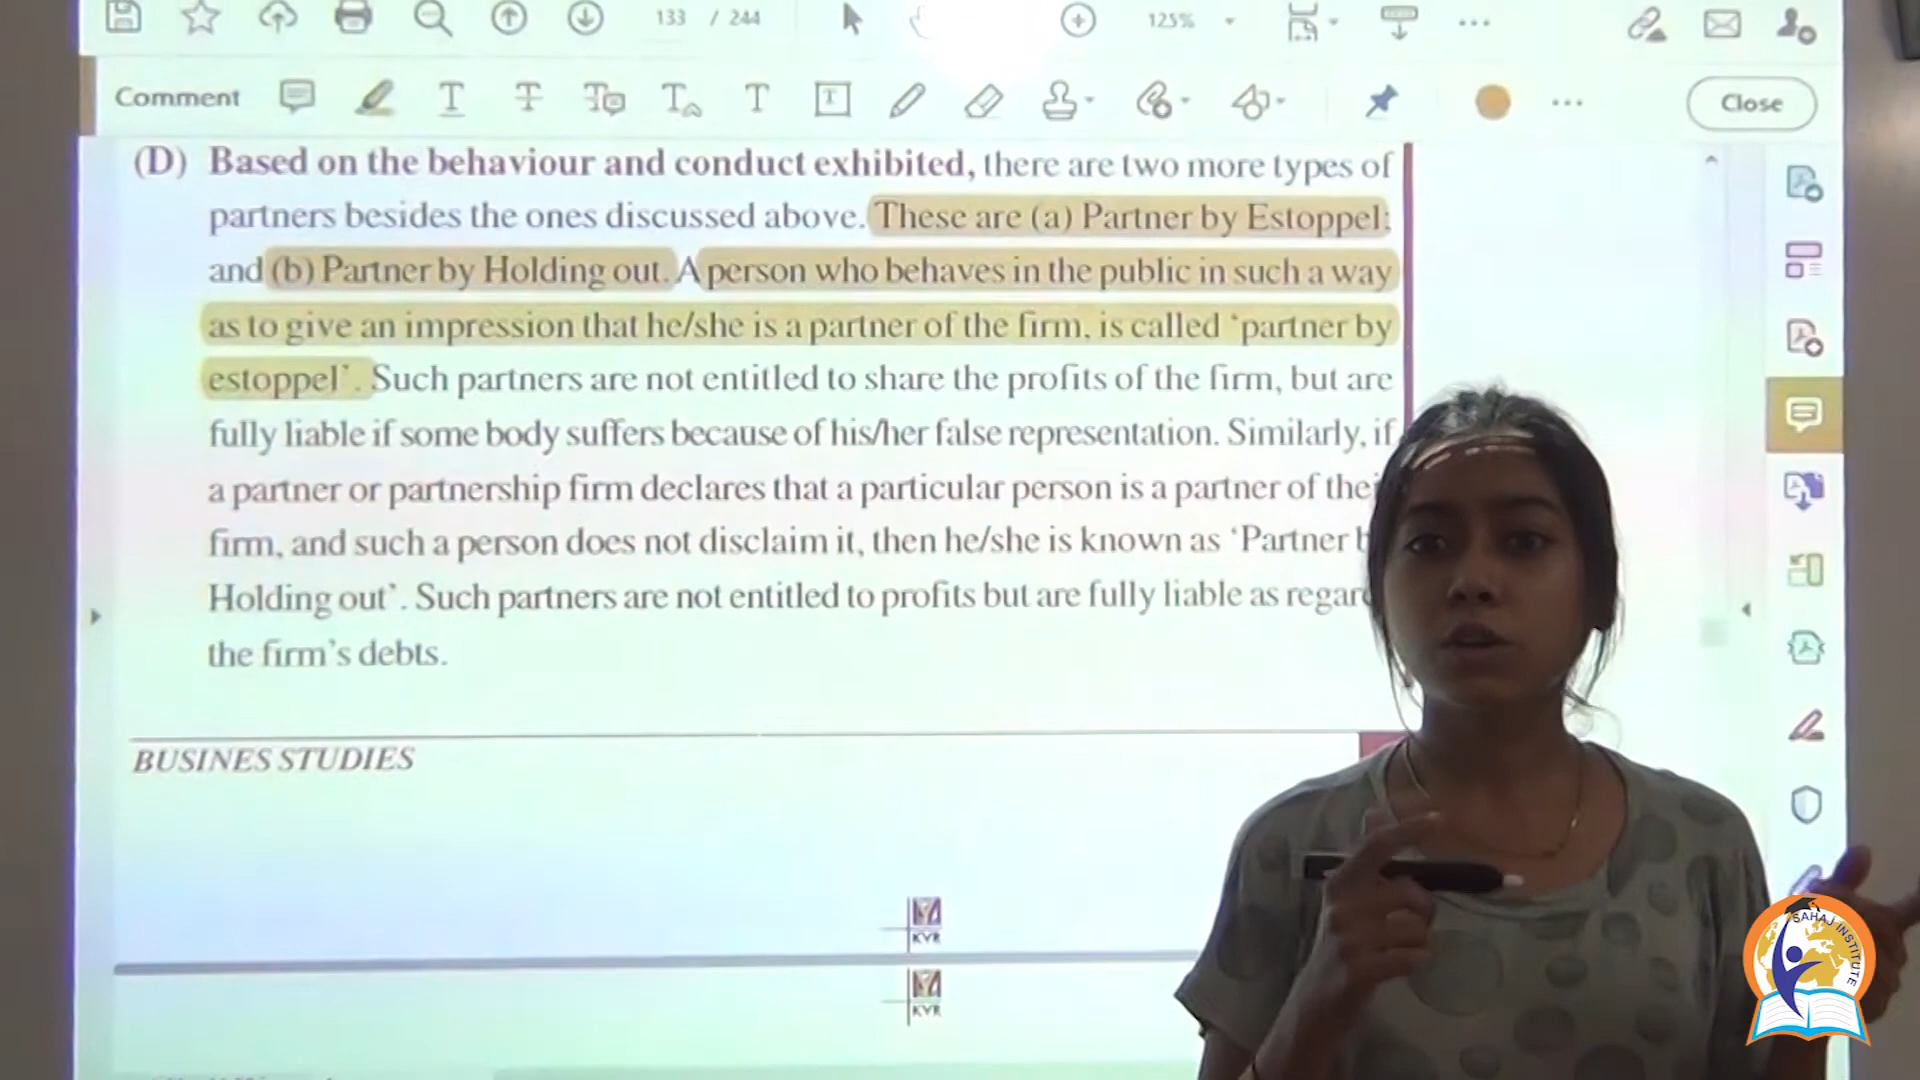 133 / 244
125%
Comment
Close
(D) Based on the behaviour and conduct exhibited, there are two more types of
partners besides the ones discussed above. These are (a) Partner by Estoppel:
and (b) Partner by Holding out. A person who behaves in the public in such a way
as to give an impression that he/she is a partner of the firm, is called ‘partner by
estoppel’. Such partners are not entitled to share the profits of the firm, but are
fully liable if some body suffers because of his/her false representation. Similarly, if
a partner or partnership firm declares that a particular person is a partner of their
firm, and such a person does not disclaim it, then he/she is known as ‘Partner
Holding out’. Such partners are not entitled to profits but are fully liable as
the firm’s debts.
BUSINES STUDIES
KVR
KVR
SAHAJ INSTITUTE